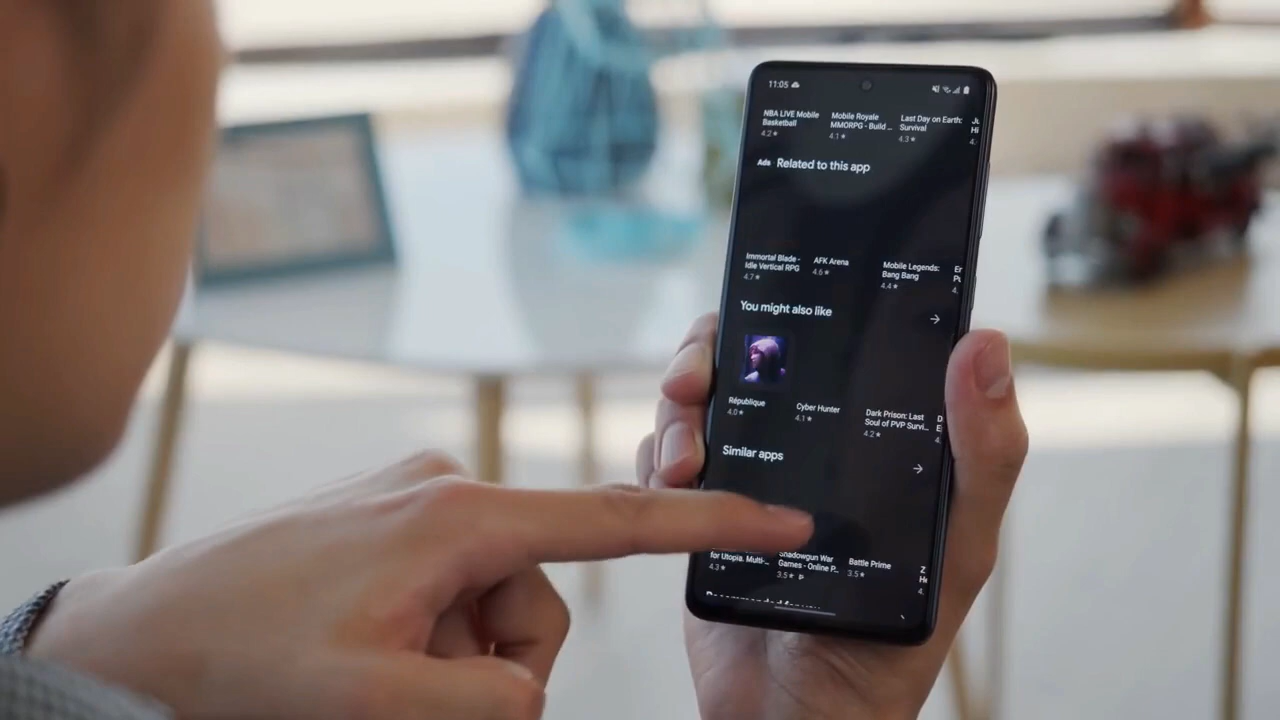 11:05
NBA LIVE Mobile
Basketball
4.2★
Mobile Royale
MMORPG - Build ...
4.1★
Last Day on Earth:
Survival
4.3★
Ads Related to this app
Immortal Blade -
Idle Vertical RPG
4.7★
AFK Arena
4.6★
Mobile Legends:
Bang Bang
4.4★
You might also like
République
4.0★
Cyber Hunter
4.1★
Dark Prison: Last
Soul of PVP Survi...
4.2★
Similar apps
for Utopia. Multi-...
4.3★
Shadowgun War
Games - Online P...
3.5★
Battle Prime
3.5★